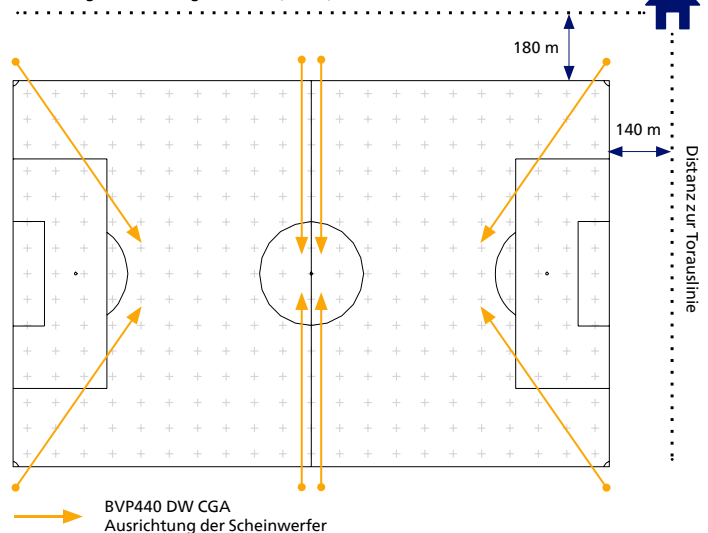 180 m
140 m
Distanz zur Torauslinie
BVP440 DW CGA
Ausrichtung der Scheinwerfer